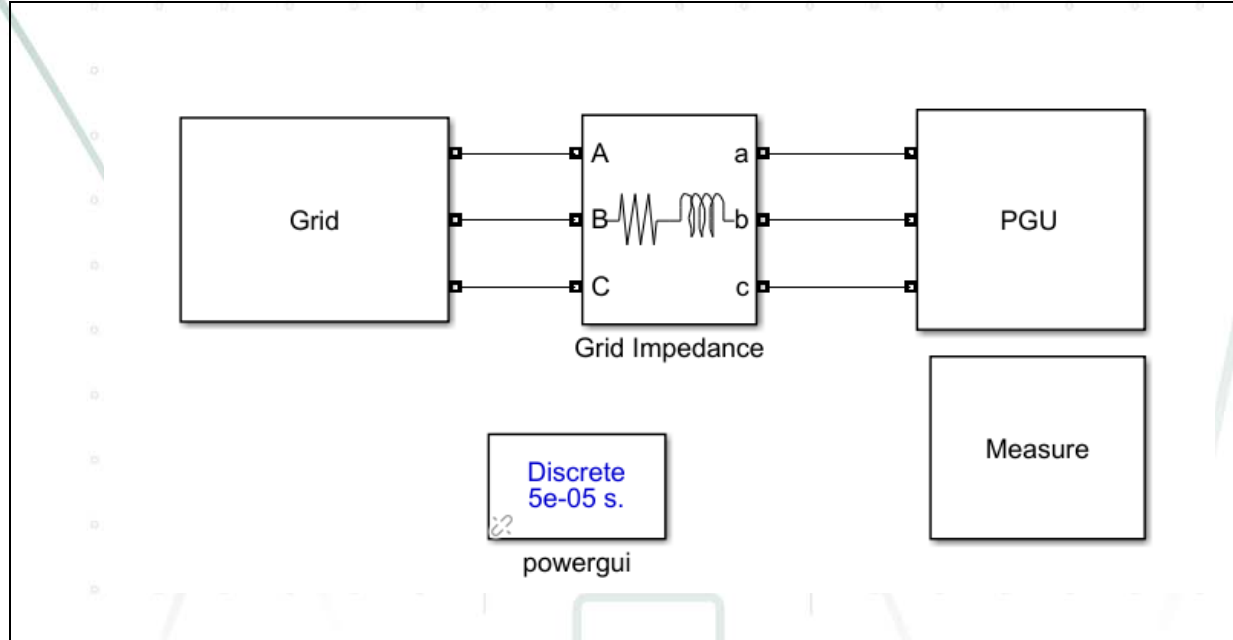 Grid
A
B
C
a
b
c
Grid Impedance
PGU
Measure
Discrete
5e-05 s.
powergui